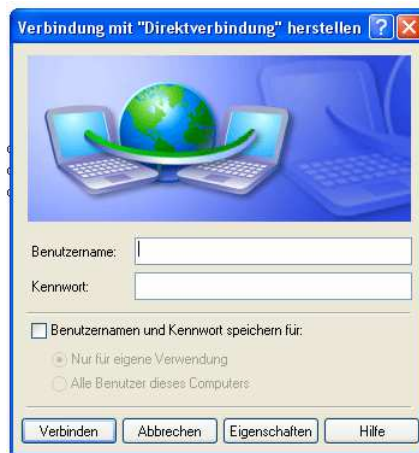 Verbindung mit "Direktverbindung" herstellen
Benutzername:
Kennwort:
Benutzernamen und Kennwort speichern für:
Nur für eigene Verwendung
Alle Benutzer dieses Computers
Verbinden Abbrechen Eigenschaften Hilfe